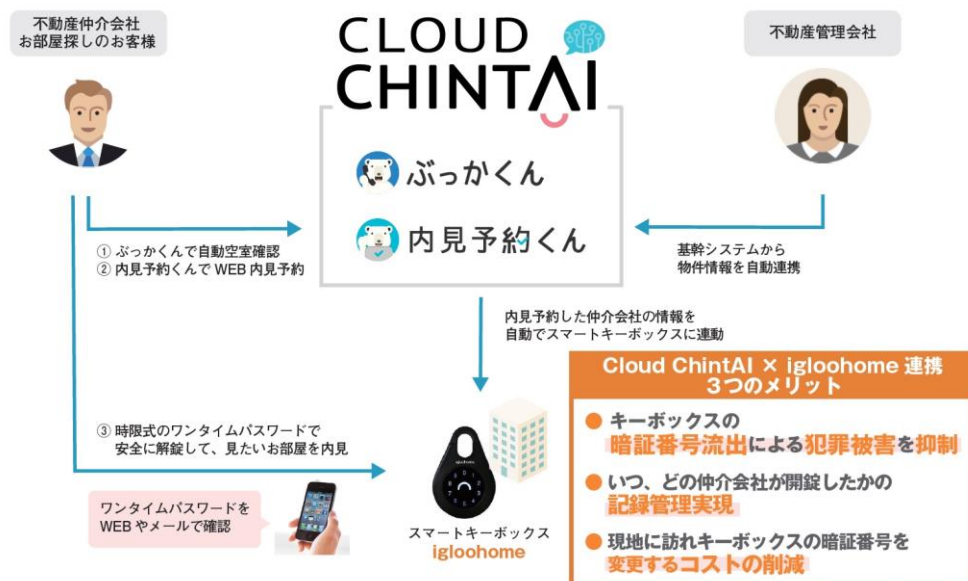 不動産仲介会社
お部屋探しのお客様
CLOUD
CHINTAI
不動産管理会社
ぶっかくん
内見予約くん
① ぶっかくんで自動空室確認
② 内見予約くんで WEB 内見予約
基幹システムから
物件情報を自動連携
内見予約した仲介会社の情報を
自動でスマートキーボックスに連動
③ 時限式のワンタイムパスワードで
安全に解錠して、見たいお部屋を内見
ワンタイムパスワードを
WEB やメールで確認
igloohome
スマートキーボックス
igloohome
Cloud ChintAI × igloohome 連携
3つのメリット
● キーボックスの
暗証番号流出による犯罪被害を抑制
● いつ、どの仲介会社が開錠したかの
記録管理実現
● 現地に訪れキーボックスの暗証番号を
変更するコストの削減